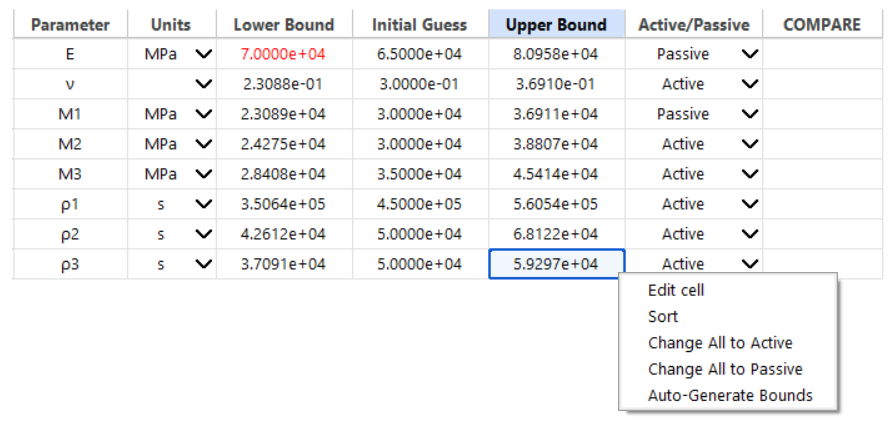 Parameter Units Lower Bound Initial Guess Upper Bound Active/Passive COMPARE
E MPa 7.0000e+04 6.5000e+04 8.0958e+04 Passive
ν 2.3088e-01 3.0000e-01 3.6910e-01 Active
M1 MPa 2.3089e+04 3.0000e+04 3.6911e+04 Passive
M2 MPa 2.4275e+04 3.0000e+04 3.8807e+04 Active
M3 MPa 2.8408e+04 3.5000e+04 4.5414e+04 Active
ρ1 s 3.5064e+05 4.5000e+05 5.6054e+05 Active
ρ2 s 4.2612e+04 5.0000e+04 6.8122e+04 Active
ρ3 s 3.7091e+04 5.0000e+04 5.9297e+04 Active
Edit cell
Sort
Change All to Active
Change All to Passive
Auto-Generate Bounds